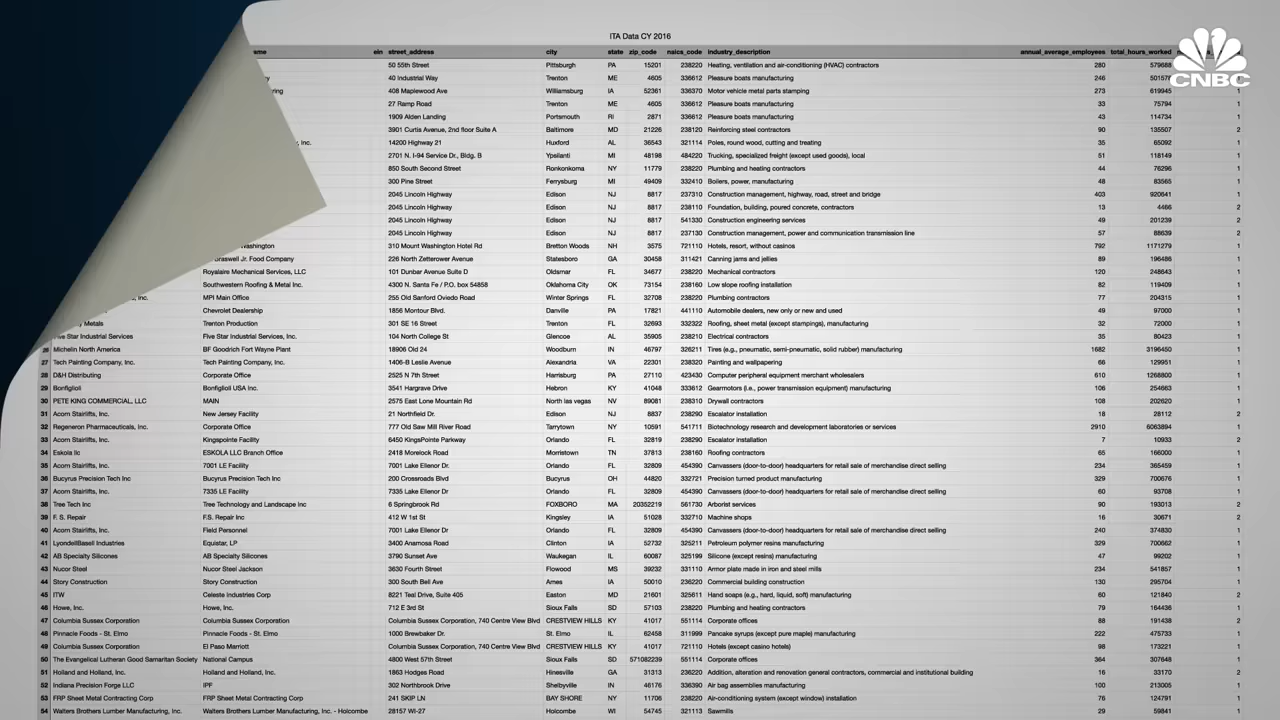 ITA Data CY 2016
CNBC
ein street_address city state zip_code naics_code industry_description annual_average_employees total_hours_worked
50 55th Street Pittsburgh PA 15201 238220 Heating, ventilation and air-conditioning (HVAC) contractors 280 579688
40 Industrial Way Trenton ME 4605 336612 Pleasure boats manufacturing 246 1
408 Maplewood Ave Williamsburg IA 52361 336370 Motor vehicle metal parts stamping 273 619945 1
27 Ramp Road Trenton ME 4605 336612 Pleasure boats manufacturing 33 75794 1
1909 Alden Landing Portsmouth RI 2871 336612 Pleasure boats manufacturing 43 114734 1
3901 Curtis Avenue, 2nd floor Suite A Baltimore MD 21226 238120 Reinforcing steel contractors 90 135507 2
, Inc. 14200 Highway 21 Huxford AL 36543 321114 Poles, round wood, cutting and treating 35 65092 1
2701 N. I-94 Service Dr., Bldg. B Ypsilanti MI 48198 484220 Trucking, specialized freight (except used goods), local 51 118149 1
850 South Second Street Ronkonkoma NY 11779 238220 Plumbing and heating contractors 44 76296 1
300 Pine Street Ferrysburg MI 49409 332410 Boilers, power, manufacturing 48 83565 1
2045 Lincoln Highway Edison NJ 8817 237310 Construction management, highway, road, street and bridge 403 920641 1
2045 Lincoln Highway Edison NJ 8817 238110 Foundation, building, poured concrete, contractors 13 4466 2
2045 Lincoln Highway Edison NJ 8817 541330 Construction engineering services 49 201239 2
2045 Lincoln Highway Edison NJ 8817 237130 Construction management, power and communication transmission line 57 88639 2
Washington 310 Mount Washington Hotel Rd Bretton Woods NH 3575 721110 Hotels, resort, without casinos 792 1171279 1
Braswell Jr. Food Company 226 North Zetterower Avenue Statesboro GA 30458 311421 Canning jams and jellies 89 196486 1
Royalaire Mechanical Services, LLC 101 Dunbar Avenue Suite D Oldsmar FL 34677 238220 Mechanical contractors 120 248643 1
Southwestern Roofing & Metal Inc. 4300 N. Santa Fe / P.O. box 54858 Oklahoma City OK 73154 238160 Low slope roofing installation 82 119409 1
, Inc. MPI Main Office 255 Old Sanford Oviedo Road Winter Springs FL 32708 238220 Plumbing contractors 77 204315 1
Chevrolet Dealership 1856 Montour Blvd. Danville PA 17821 441110 Automobile dealers, new only or new and used 49 97000 1
Metals Trenton Production 301 SE 16 Street Trenton FL 32693 332322 Roofing, sheet metal (except stampings), manufacturing 32 72000 1
Five Star Industrial Services Five Star Industrial Services, Inc. 104 North College St Glencoe AL 35905 238210 Electrical contractors 35 80423 1
26 Michelin North America BF Goodrich Fort Wayne Plant 18906 Old 24 Woodburn IN 46797 326211 Tires (e.g., pneumatic, semi-pneumatic, solid rubber) manufacturing 1682 3196450 1
27 Tech Painting Company, Inc. Tech Painting Company, Inc. 1406-B Leslie Avenue Alexandria VA 22301 238320 Painting and wallpapering 66 129951 1
28 D&H Distributing Corporate Office 2525 N 7th Street Harrisburg PA 27110 423430 Computer peripheral equipment merchant wholesalers 610 1268800 1
29 Bonfiglioli Bonfiglioli USA Inc. 3541 Hargrave Drive Hebron KY 41048 333612 Gearmotors (i.e., power transmission equipment) manufacturing 106 254663 1
30 PETE KING COMMERCIAL, LLC MAIN 2575 East Lone Mountain Rd North las vegas NV 89081 238310 Drywall contractors 108 202620 1
31 Acorn Stairlifts, Inc. New Jersey Facility 21 Northfield Dr. Edison NJ 8837 238290 Escalator installation 18 28112 2
32 Regeneron Pharmaceuticals, Inc. Corporate Office 777 Old Saw Mill River Road Tarrytown NY 10591 541711 Biotechnology research and development laboratories or services 2910 6063894 1
33 Acorn Stairlifts, Inc. Kingspointe Facility 6450 KingsPointe Parkway Orlando FL 32819 238290 Escalator installation 7 10933 2
34 Eskola llc ESKOLA LLC Branch Office 2418 Morelock Road Morristown TN 37813 238160 Roofing contractors 65 166000 1
35 Acorn Stairlifts, Inc. 7001 LE Facility 7001 Lake Ellenor Dr. Orlando FL 32809 454390 Canvassers (door-to-door) headquarters for retail sale of merchandise direct selling 234 365459 1
36 Bucyrus Precision Tech Inc Bucyrus Precision Tech Inc 200 Crossroads Blvd Bucyrus OH 44820 332721 Precision turned product manufacturing 329 700676 1
37 Acorn Stairlifts, Inc. 7335 LE Facility 7335 Lake Ellenor Dr Orlando FL 32809 454390 Canvassers (door-to-door) headquarters for retail sale of merchandise direct selling 60 93708 1
38 Tree Tech Inc Tree Technology and Landscape Inc 6 Springbrook Rd FOXBORO MA 20352219 561730 Arborist services 90 193013 2
39 F. S. Repair F.S. Repair Inc 412 W 1st St Kingsley IA 51028 332710 Machine shops 16 30671 2
40 Acorn Stairlifts, Inc. Field Personnel 7001 Lake Ellenor Dr Orlando FL 32809 454390 Canvassers (door-to-door) headquarters for retail sale of merchandise direct selling 240 374830 1
41 LyondellBasell Industries Equistar, LP 3400 Anamosa Road Clinton IA 52732 325211 Petroleum polymer resins manufacturing 329 700662 1
42 AB Specialty Silicones AB Specialty Silicones 3790 Sunset Ave Waukegan IL 60087 325199 Silicone (except resins) manufacturing 47 99202 1
43 Nucor Steel Nucor Steel Jackson 3630 Fourth Street Flowood MS 39232 331110 Armor plate made in iron and steel mills 234 541857 1
44 Story Construction Story Construction 300 South Bell Ave Ames IA 50010 236220 Commercial building construction 130 295704 1
45 ITW Celeste industries Corp 8221 Teal Drive, Suite 405 Easton MD 21601 325611 Hand soaps (e.g., hard, liquid, soft) manufacturing 60 121840 2
46 Howe, Inc. Howe, Inc. 712 E 3rd St Sioux Falls SD 57103 238220 Plumbing and heating contractors 79 164436 1
47 Columbia Sussex Corporation Columbia Sussex Corporation Columbia Sussex Corporation, 740 Centre View Blvd CRESTVIEW HILLS KY 41017 551114 Corporate offices 88 191438 2
48 Pinnacle Foods - St. Elmo Pinnacle Foods - St. Elmo 1000 Brewbaker Dr. St. Elmo IL 62458 311999 Pancake syrups (except pure maple) manufacturing 222 475733 1
49 Columbia Sussex Corporation El Paso Marriott Columbia Sussex Corporation, 740 Centre View Blvd CRESTVIEW HILLS KY 41017 721110 Hotels (except casino hotels) 98 173221 1
50 The Evangelical Lutheran Good Samaritan Society National Campus 4800 West 57th Street Sioux Falls SD 571082239 551114 Corporate offices 364 307648 1
51 Holland and Holland, Inc. Holland and Holland, Inc. 1863 Hodges Road Hinesville GA 31313 236220 Addition, alteration and renovation general contractors, commercial and institutional building 16 33170 2
52 Indiana Precision Forge LLC IPF 302 Northbrook Drive Shelbyville IN 46176 336390 Air bag assemblies manufacturing 100 213005 1
53 FRP Sheet Metal Contracting Corp FRP Sheet Metal Contracting Corp 241 SKIP LN BAY SHORE NY 11706 238220 Air-conditioning system (except window) installation 76 124791 1
54 Walters Brothers Lumber Manufacturing, Inc. Walters Brothers Lumber Manufacturing, Inc. - Holcombe 28157 WI-27 Holcombe WI 54745 321113 Sawmills 29 59841 1